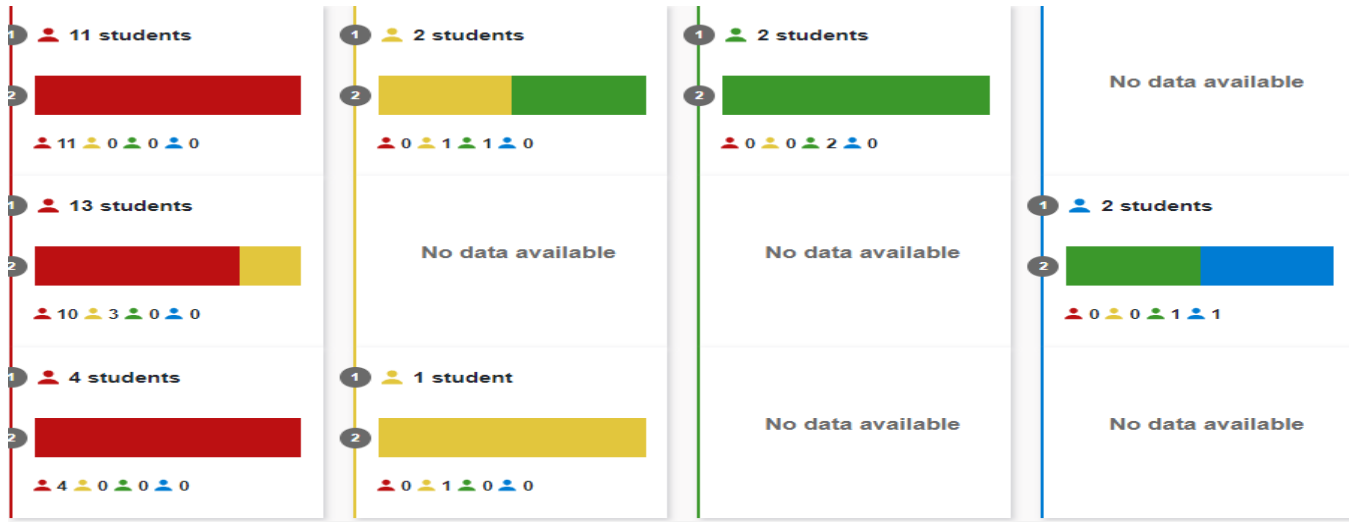 1 11 students
2
11 0 0 0
1 2 students
2
0 1 1 0
1 2 students
2
0 0 2 0
No data available
1 13 students
2
10 3 0 0
No data available
No data available
1 2 students
2
0 0 1 1
1 4 students
2
4 0 0 0
1 1 student
2
0 1 0 0
No data available
No data available